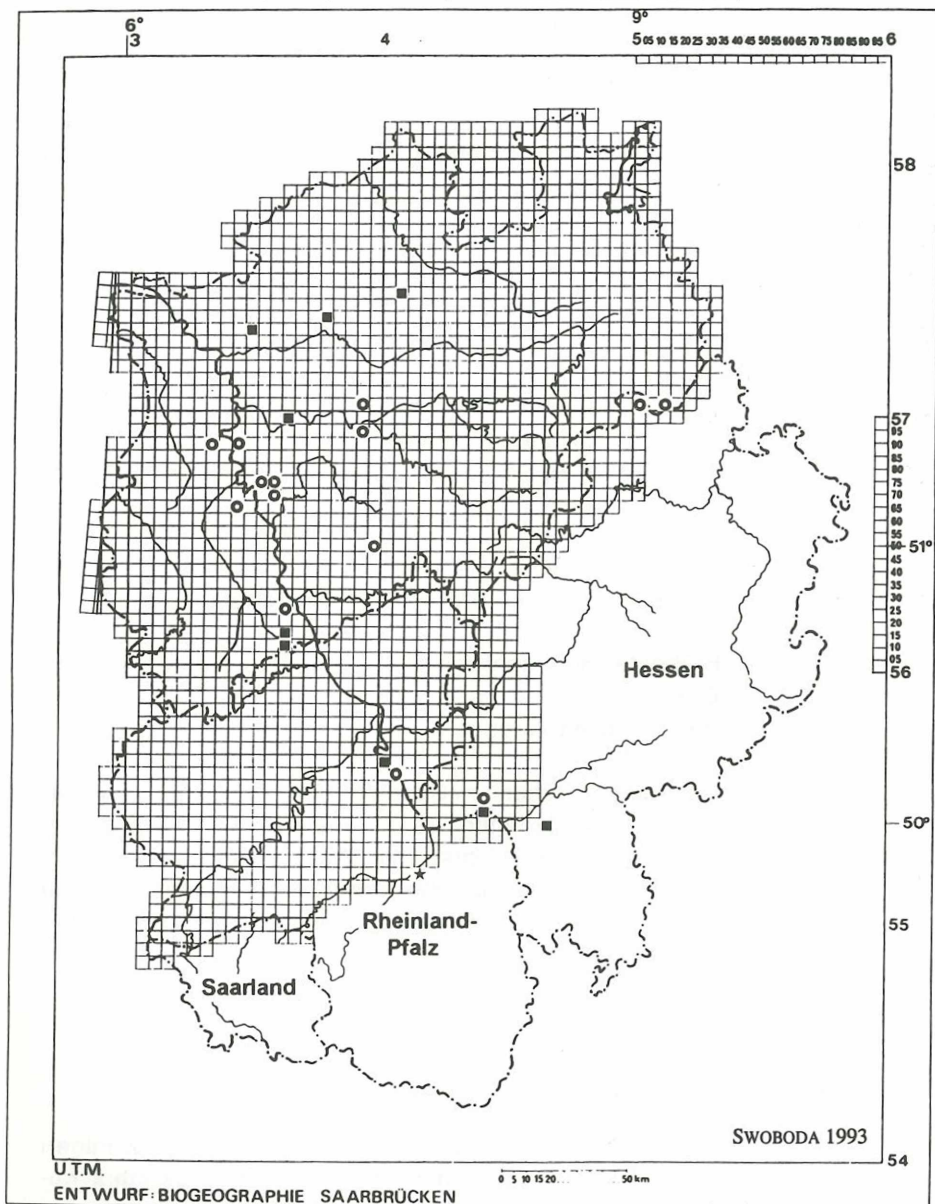 6° 9°
3 4 5 05 10 15 20 25 30 35 40 45 50 55 60 65 70 75 80 85 90 95 6
58
57
95
90
85
80
75
70
65
60
55
50 51°
45
40
35
30
25
20
15
10
05
56
Hessen
50°
Rheinland-
Pfalz
55
Saarland
SWOBODA 1993
54
U.T.M.
0 5 10 15 20... 50 km
ENTWURF: BIOGEOGRAPHIE SAARBRÜCKEN